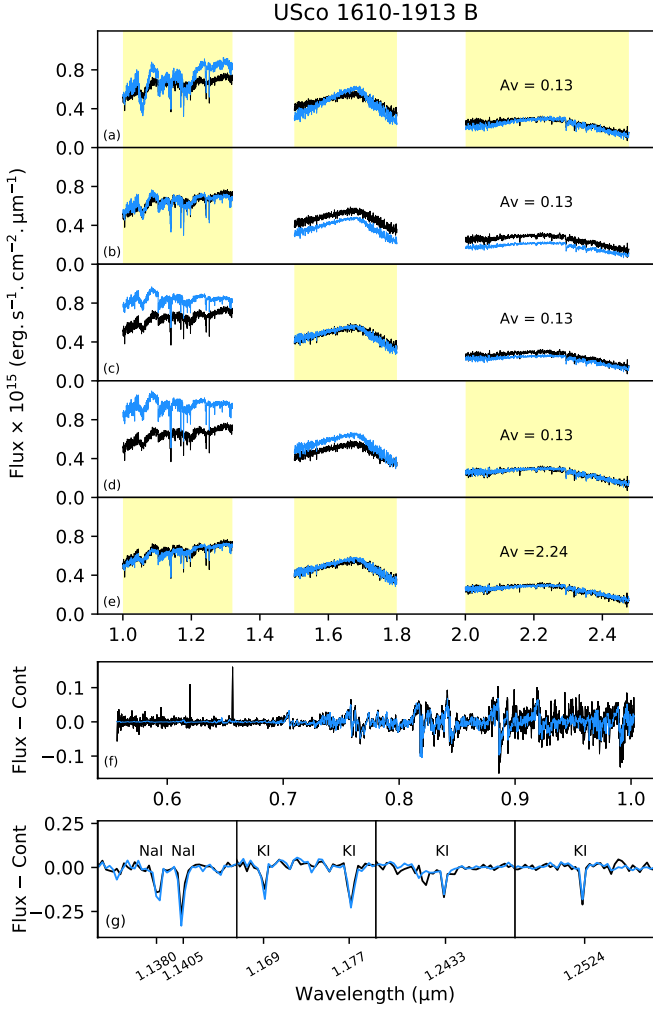 USco 1610-1913 B
Flux × 10¹⁵ (erg. s⁻¹. cm⁻². μm⁻¹)
0.8
0.4
0.0
(a)
Av = 0.13
0.8
0.4
0.0
(b)
Av = 0.13
0.8
0.4
0.0
(c)
Av = 0.13
0.8
0.4
0.0
(d)
Av = 0.13
0.8
0.4
0.0
(e)
Av =2.24
1.0 1.2 1.4 1.6 1.8 2.0 2.2 2.4
Flux − Cont
0.1
0.0
−0.1
(f)
0.6 0.7 0.8 0.9 1.0
Flux − Cont
0.25
0.00
−0.25
(g)
NaI NaI KI KI KI KI
1.1380 1.1405 1.169 1.177 1.2433 1.2524
Wavelength (μm)